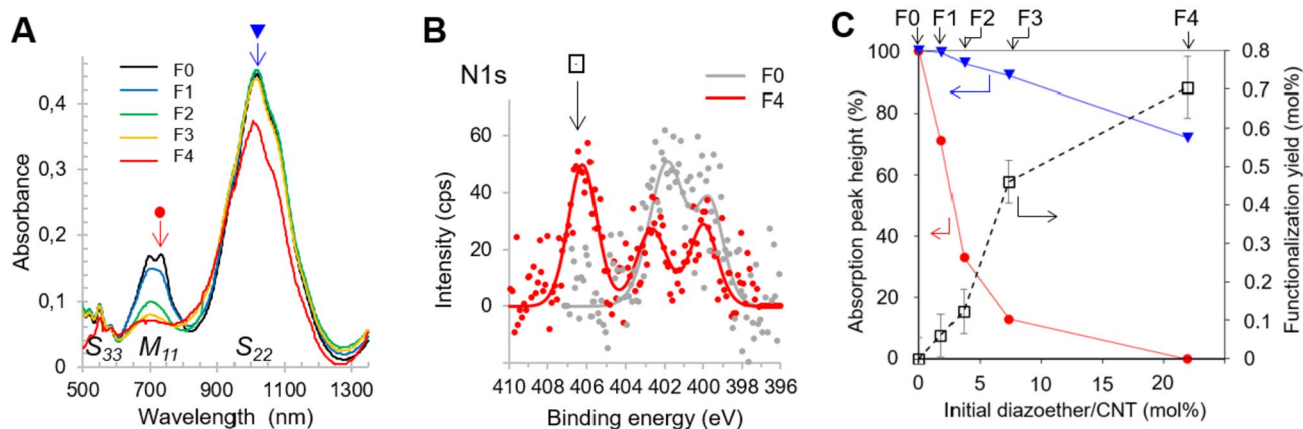 A
F0
F1
F2
F3
F4
Absorbance
0,4
0,3
0,2
0,1
0
S33
M11
S22
500 700 900 1100 1300
Wavelength (nm)
B
N1s
F0
F4
Intensity (cps)
60
40
20
0
410 408 406 404 402 400 398 396
Binding energy (eV)
C
F0 F1 F2 F3 F4
Absorption peak height (%)
100
80
60
40
20
0
0.8
0.7
0.6
0.5
0.4
0.3
0.2
0.1
0
Functionalization yield (mol%)
0 5 10 15 20
Initial diazoether/CNT (mol%)